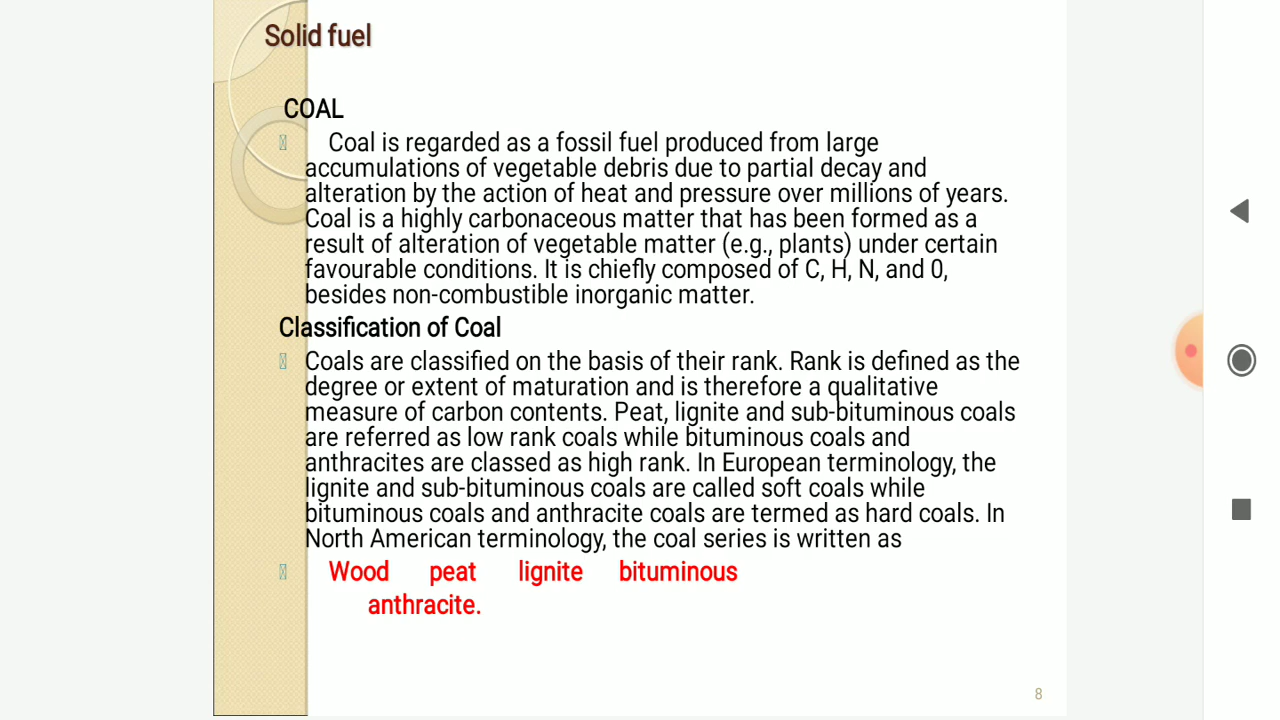 Solid fuel
COAL
Coal is regarded as a fossil fuel produced from large
accumulations of vegetable debris due to partial decay and
alteration by the action of heat and pressure over millions of years.
Coal is a highly carbonaceous matter that has been formed as a
result of alteration of vegetable matter (e.g., plants) under certain
favourable conditions. It is chiefly composed of C, H, N, and 0,
besides non-combustible inorganic matter.
Classification of Coal
Coals are classified on the basis of their rank. Rank is defined as the
degree or extent of maturation and is therefore a qualitative
measure of carbon contents. Peat, lignite and sub-bituminous coals
are referred as low rank coals while bituminous coals and
anthracites are classed as high rank. In European terminology, the
lignite and sub-bituminous coals are called soft coals while
bituminous coals and anthracite coals are termed as hard coals. In
North American terminology, the coal series is written as
Wood peat lignite bituminous
anthracite.
8